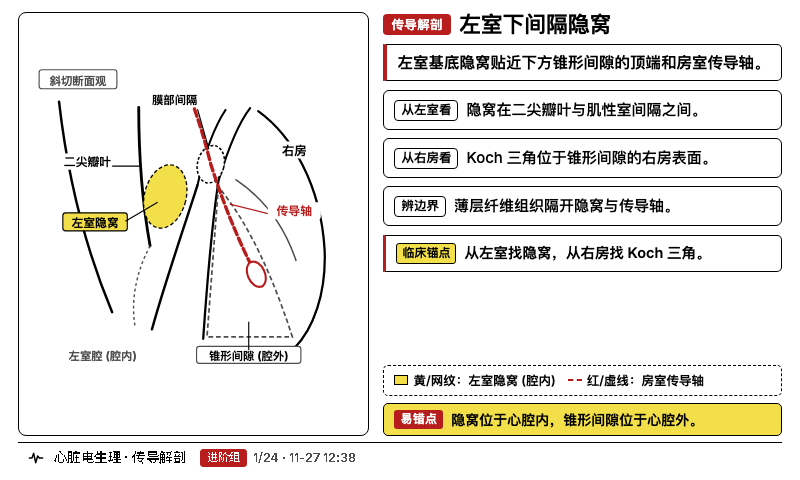 斜切断面观
膜部间隔
右房
二尖瓣叶
传导轴
左室隐窝
左室腔 (腔内)
锥形间隙 (腔外)
传导解剖 左室下间隔隐窝
左室基底隐窝贴近下方锥形间隙的顶端和房室传导轴。
从左室看 隐窝在二尖瓣叶与肌性室间隔之间。
从右房看 Koch 三角位于锥形间隙的右房表面。
辨边界 薄层纤维组织隔开隐窝与传导轴。
临床锚点 从左室找隐窝，从右房找 Koch 三角。
黄/网纹：左室隐窝 (腔内) 红/虚线：房室传导轴
易错点 隐窝位于心腔内，锥形间隙位于心腔外。
心脏电生理 · 传导解剖 进阶组 1/24 · 11-27 12:38